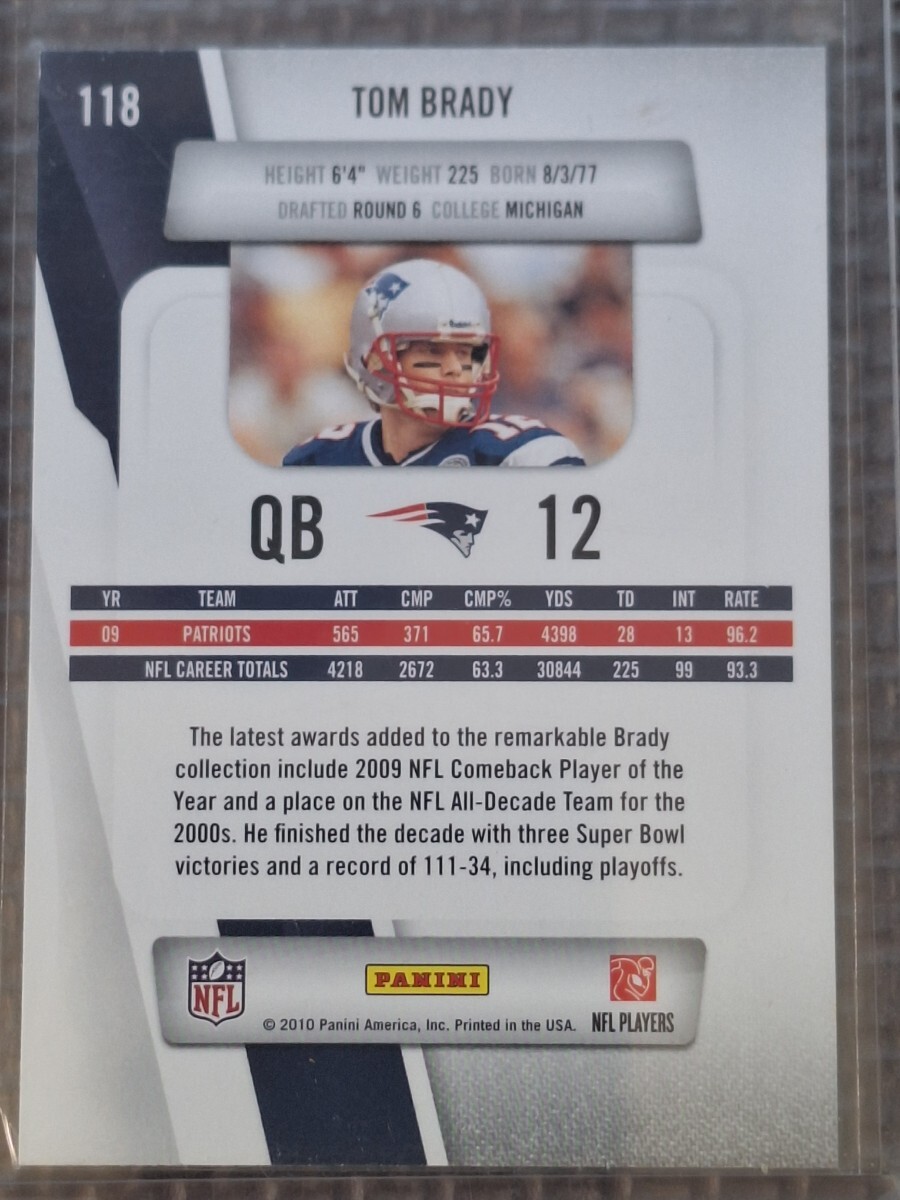 118
TOM BRADY
HEIGHT 6'4" WEIGHT 225 BORN 8/3/77
DRAFTED ROUND 6 COLLEGE MICHIGAN
12
QB 12
YR TEAM ATT CMP CMP% YDS TD INT RATE
09 PATRIOTS 565 371 65.7 4398 28 13 96.2
NFL CAREER TOTALS 4218 2672 63.3 30844 225 99 93.3
The latest awards added to the remarkable Brady
collection include 2009 NFL Comeback Player of the
Year and a place on the NFL All-Decade Team for the
2000s. He finished the decade with three Super Bowl
victories and a record of 111-34, including playoffs.
NFL
PANINI
© 2010 Panini America, Inc. Printed in the USA.
NFL PLAYERS